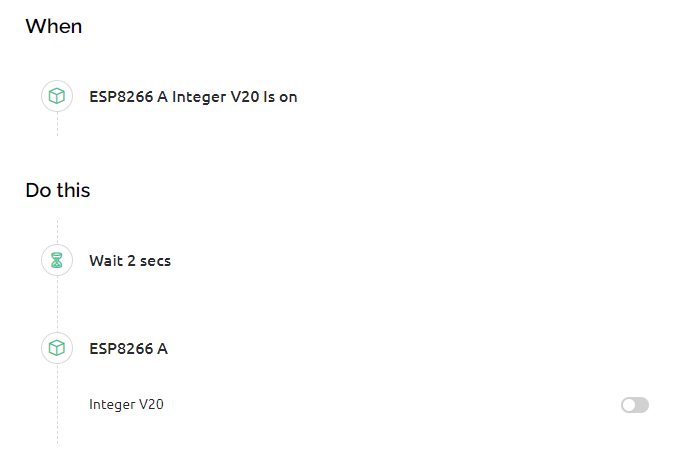 When
ESP8266 A Integer V20 Is on
Do this
Wait 2 secs
ESP8266 A
Integer V20